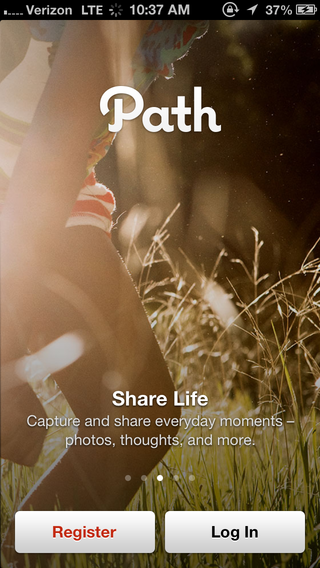 Verizon LTE 10:37 AM 37%
Path
Share Life
Capture and share everyday moments –
photos, thoughts, and more.
Register Log In